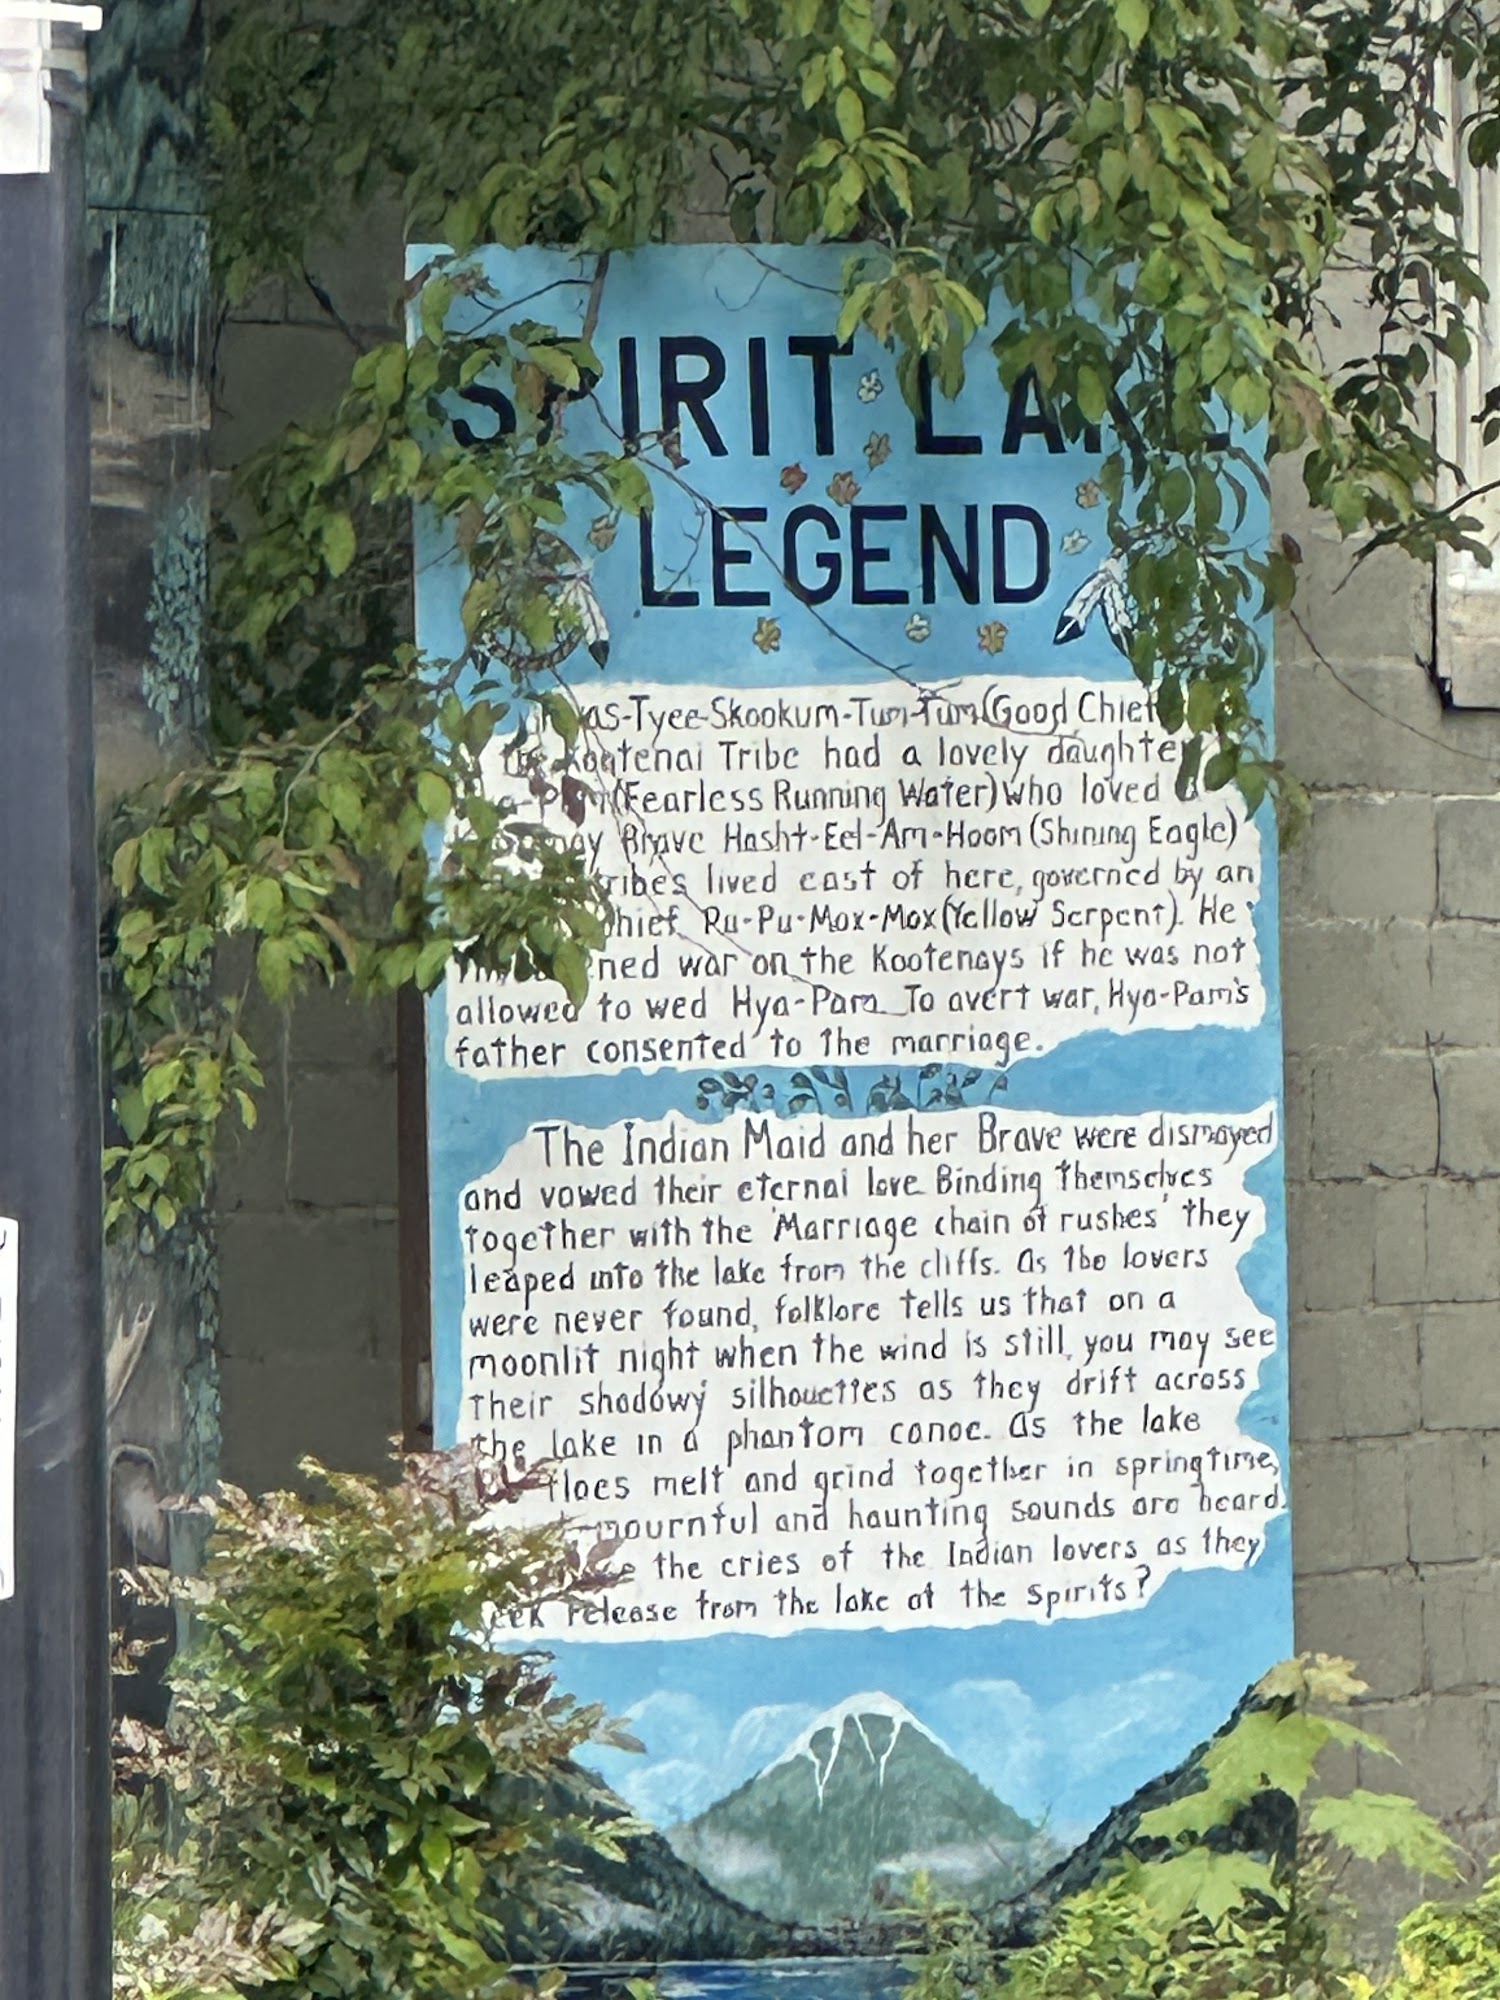 SPIRIT LAKE
LEGEND
as-Tyee-Skookum-Tum-Tum (Good Chief
the Kootenai Tribe had a lovely daughter
(Fearless Running Water) who loved a
Brave Hasht-Eel-Am-Hoom (Shining Eagle)
lived east of here, governed by an
Pu-Pu-Mox-Mox (Yellow Serpent). He
war on the Kootenays if he was not
allowed to wed Hya-Pam. To avert war, Hya-Pam's
father consented to the marriage.
The Indian Maid and her Brave were dismayed
and vowed their eternal love Binding themselves
together with the 'Marriage chain of rushes' they
leaped into the lake from the cliffs. As the lovers
were never found, folklore tells us that on a
moonlit night when the wind is still, you may see
their shadowy silhouettes as they drift across
the lake in a phantom canoe. As the lake
floes melt and grind together in springtime,
mournful and haunting sounds are heard.
the cries of the Indian lovers as they
seek release from the lake of the spirits?